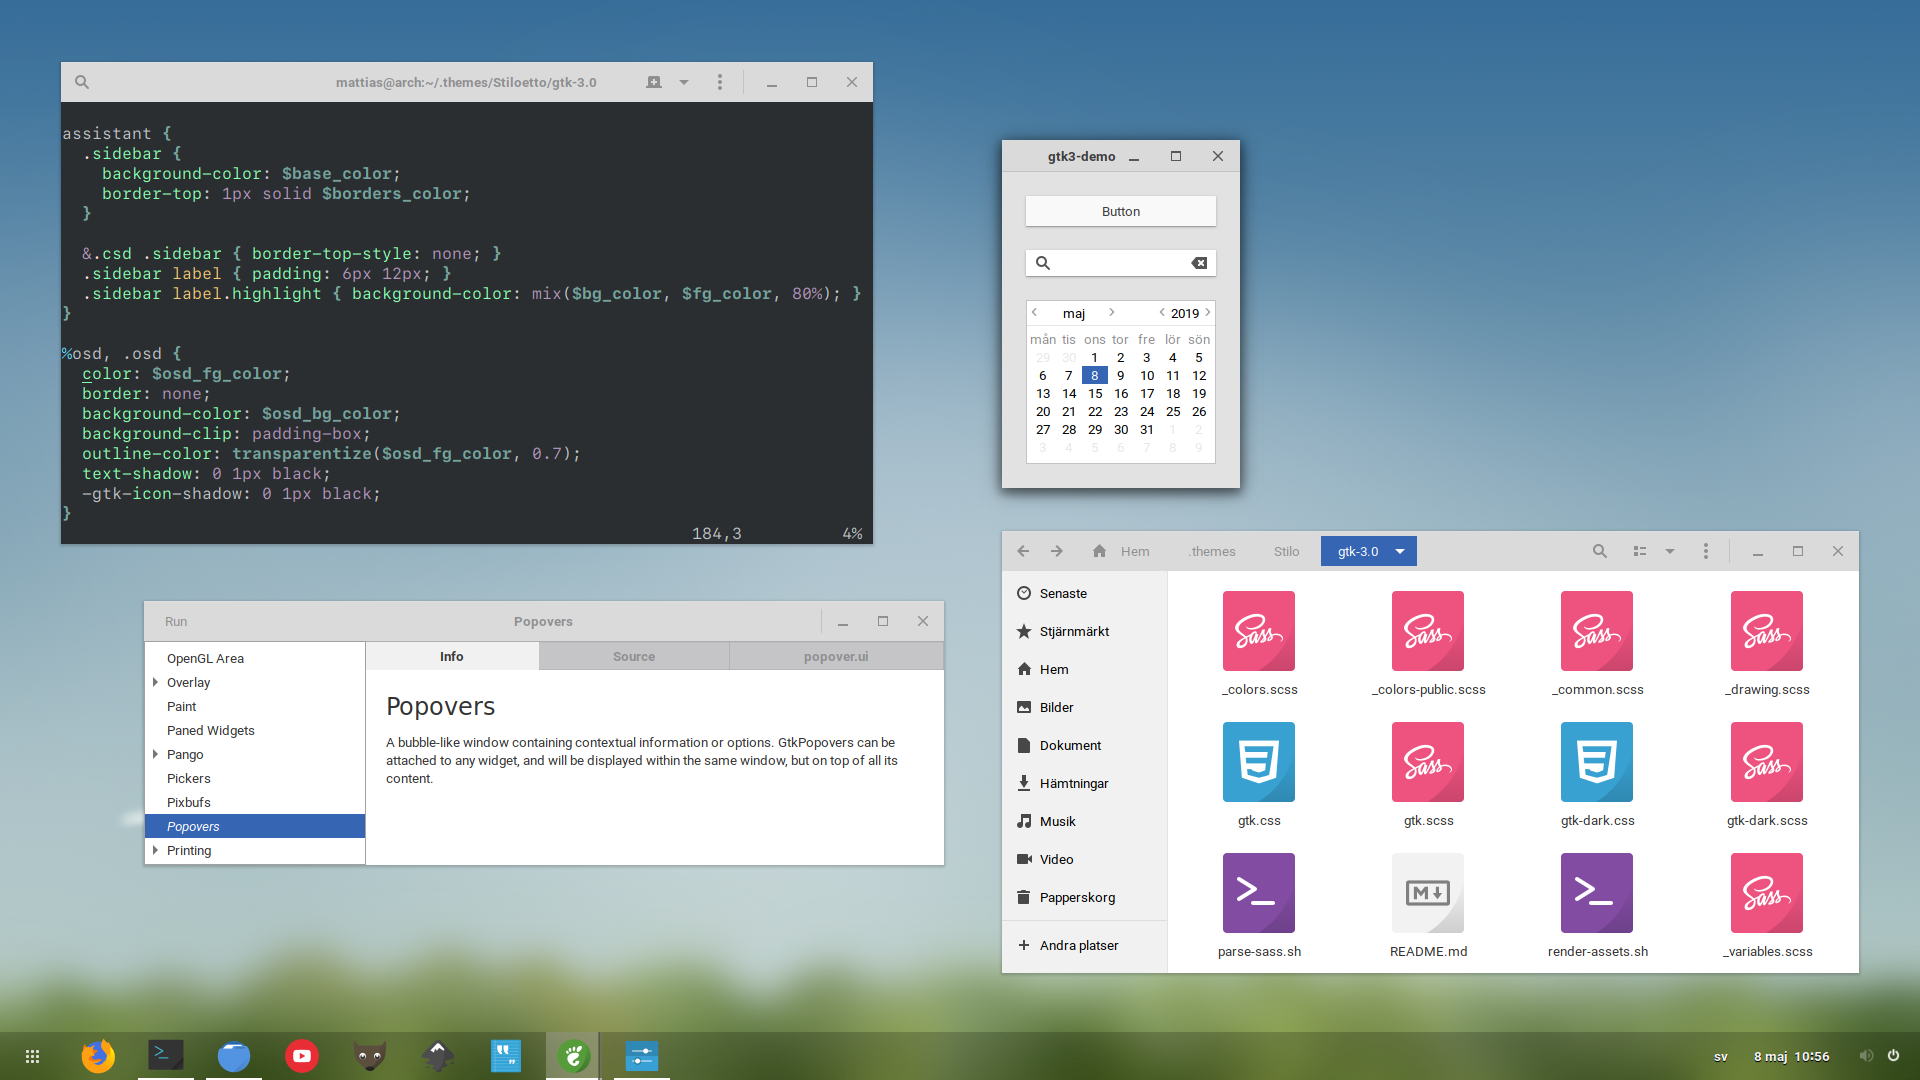 mattias@arch:~/.themes/Stiloetto/gtk-3.0
assistant {
  .sidebar {
    background-color: $base_color;
    border-top: 1px solid $borders_color;
  }
  &.csd .sidebar { border-top-style: none; }
  .sidebar label { padding: 6px 12px; }
  .sidebar label.highlight { background-color: mix($bg_color, $fg_color, 80%); }
}
%osd, .osd {
  color: $osd_fg_color;
  border: none;
  background-color: $osd_bg_color;
  background-clip: padding-box;
  outline-color: transparentize($osd_fg_color, 0.7);
  text-shadow: 0 1px black;
  -gtk-icon-shadow: 0 1px black;
}
184,3 4%
gtk3-demo
Button
maj 2019
mån tis ons tor fre lör sön
29 30 1 2 3 4 5
6 7 8 9 10 11 12
13 14 15 16 17 18 19
20 21 22 23 24 25 26
27 28 29 30 31 1 2
3 4 5 6 7 8 9
Run Popovers
OpenGL Area
Overlay
Paint
Paned Widgets
Pango
Pickers
Pixbufs
Popovers
Printing
Info Source popover.ui
Popovers
A bubble-like window containing contextual information or options. GtkPopovers can be
attached to any widget, and will be displayed within the same window, but on top of all its
content.
Hem .themes Stilo gtk-3.0
Senaste
Stjärnmärkt
Hem
Bilder
Dokument
Hämtningar
Musik
Video
Papperskorg
Andra platser
Sass Sass Sass Sass
_colors.scss _colors-public.scss _common.scss _drawing.scss
Sass Sass
gtk.css gtk.scss gtk-dark.css gtk-dark.scss
M Sass
parse-sass.sh README.md render-assets.sh _variables.scss
sv 8 maj 10:56